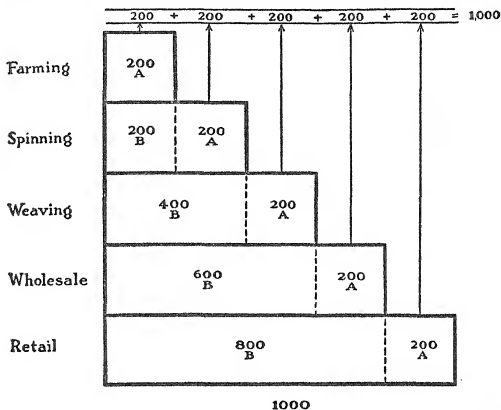 200 + 200 + 200 + 200 + 200 = 1,000
Farming
200
A
Spinning
200 200
B A
Weaving
400 200
B A
Wholesale
600 200
B A
Retail
800 200
B A
1000